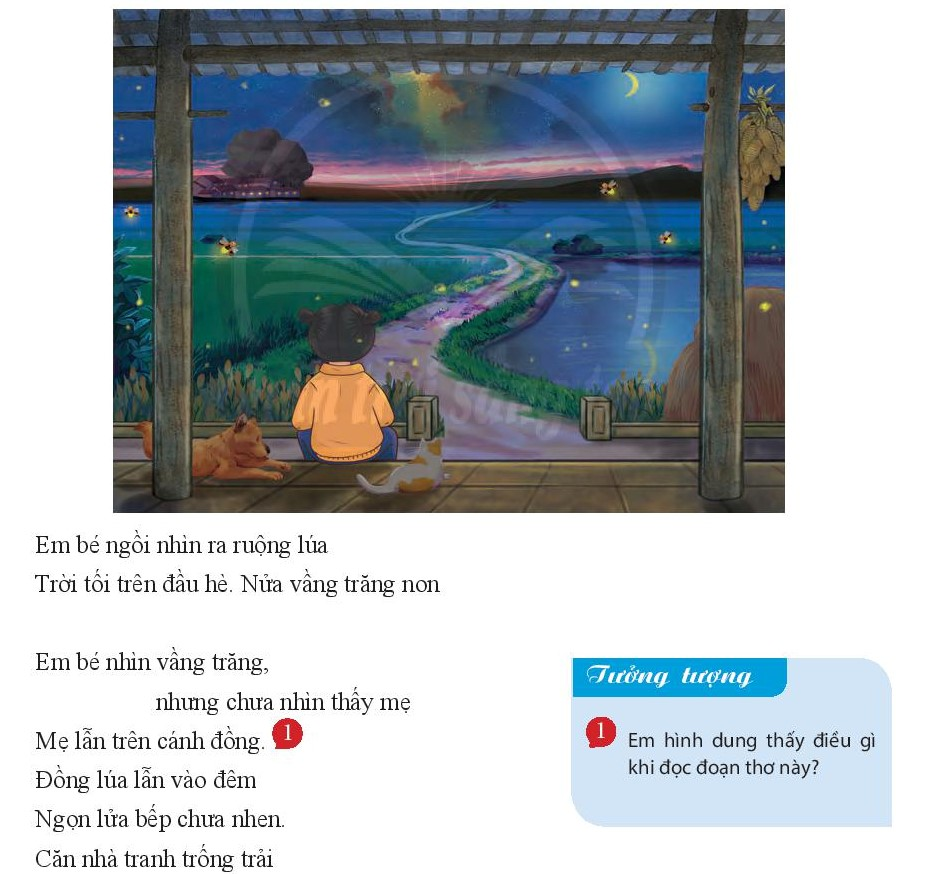 Em bé ngồi nhìn ra ruộng lúa
Trời tối trên đầu hè. Nửa vầng trăng non
Em bé nhìn vầng trăng,
nhưng chưa nhìn thấy mẹ
Mẹ lẫn trên cánh đồng. 1
Đồng lúa lẫn vào đêm
Ngọn lửa bếp chưa nhen.
Căn nhà tranh trống trải
Tưởng tượng
1 Em hình dung thấy điều gì
khi đọc đoạn thơ này?